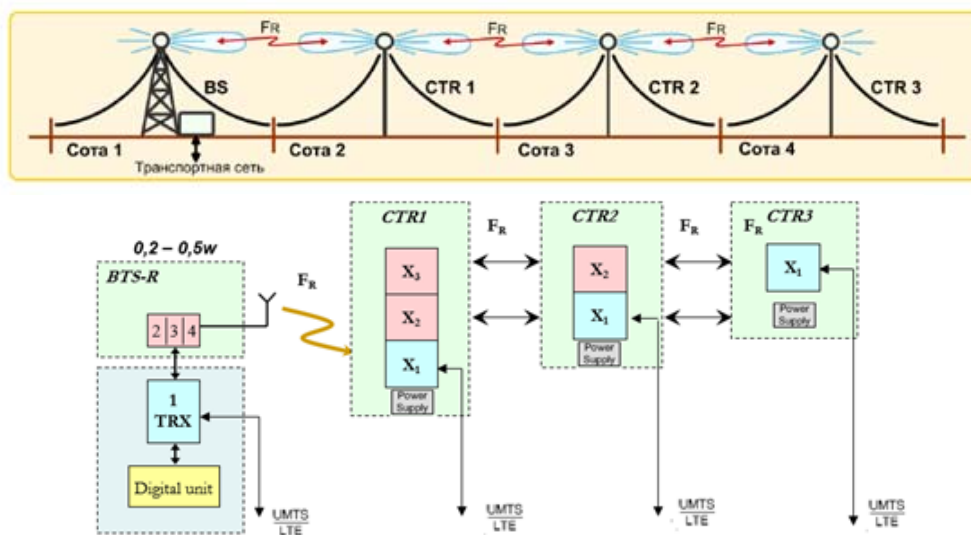 FR FR FR
BS CTR 1 CTR 2 CTR 3
Сота 1 Сота 2 Сота 3 Сота 4
Транспортная сеть
CTR1 CTR2 CTR3
0,2 – 0,5w
BTS-R
FR FR FR FR
X3
X2 X2 X1
X1 X1
2 3 4
Power Supply
Power Supply
Power Supply
1
TRX
Digital unit
UMTS
LTE
UMTS
LTE
UMTS
LTE
UMTS
LTE